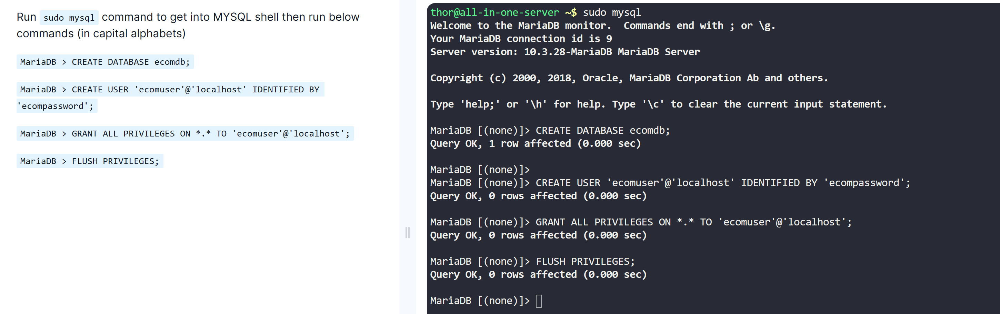 Run sudo mysql command to get into MYSQL shell then run below
commands (in capital alphabets)
MariaDB > CREATE DATABASE ecomdb;
MariaDB > CREATE USER 'ecomuser'@'localhost' IDENTIFIED BY
'ecompassword';
MariaDB > GRANT ALL PRIVILEGES ON *.* TO 'ecomuser'@'localhost';
MariaDB > FLUSH PRIVILEGES;
thor@all-in-one-server ~$ sudo mysql
Welcome to the MariaDB monitor.  Commands end with ; or \g.
Your MariaDB connection id is 9
Server version: 10.3.28-MariaDB MariaDB Server
Copyright (c) 2000, 2018, Oracle, MariaDB Corporation Ab and others.
Type 'help;' or '\h' for help. Type '\c' to clear the current input statement.
MariaDB [(none)]> CREATE DATABASE ecomdb;
Query OK, 1 row affected (0.000 sec)
MariaDB [(none)]>
MariaDB [(none)]> CREATE USER 'ecomuser'@'localhost' IDENTIFIED BY 'ecompassword';
Query OK, 0 rows affected (0.000 sec)
MariaDB [(none)]> GRANT ALL PRIVILEGES ON *.* TO 'ecomuser'@'localhost';
Query OK, 0 rows affected (0.000 sec)
MariaDB [(none)]> FLUSH PRIVILEGES;
Query OK, 0 rows affected (0.000 sec)
MariaDB [(none)]>